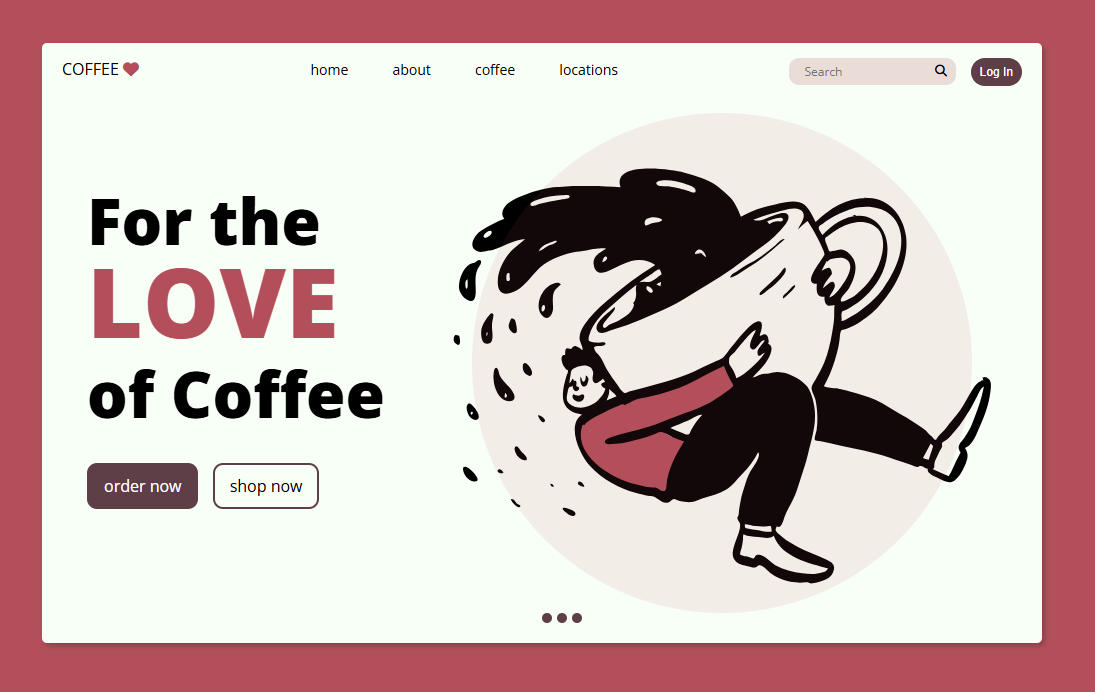 COFFEE
home about coffee locations
Search
Log In
For the
LOVE
of Coffee
order now shop now